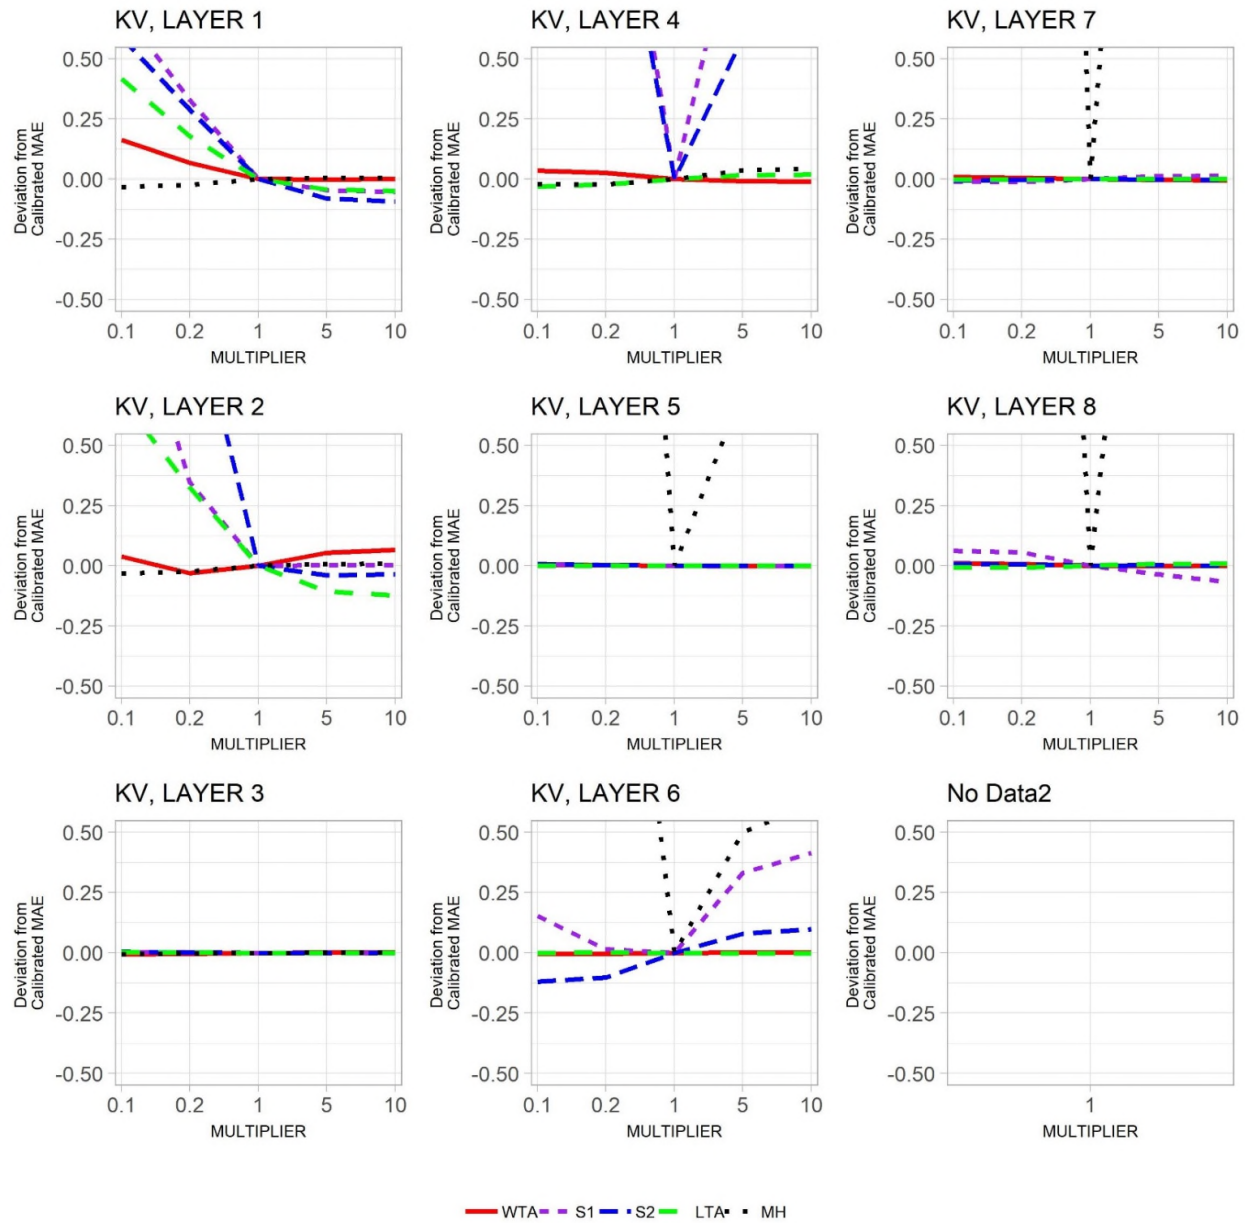 KV, LAYER 1
0.50
0.25
0.00
-0.25
-0.50
Deviation from
Calibrated MAE
0.1 0.2 1 5 10
MULTIPLIER
KV, LAYER 4
0.50
0.25
0.00
-0.25
-0.50
Deviation from
Calibrated MAE
0.1 0.2 1 5 10
MULTIPLIER
KV, LAYER 7
0.50
0.25
0.00
-0.25
-0.50
Deviation from
Calibrated MAE
0.1 0.2 1 5 10
MULTIPLIER
KV, LAYER 2
0.50
0.25
0.00
-0.25
-0.50
Deviation from
Calibrated MAE
0.1 0.2 1 5 10
MULTIPLIER
KV, LAYER 5
0.50
0.25
0.00
-0.25
-0.50
Deviation from
Calibrated MAE
0.1 0.2 1 5 10
MULTIPLIER
KV, LAYER 8
0.50
0.25
0.00
-0.25
-0.50
Deviation from
Calibrated MAE
0.1 0.2 1 5 10
MULTIPLIER
KV, LAYER 3
0.50
0.25
0.00
-0.25
-0.50
Deviation from
Calibrated MAE
0.1 0.2 1 5 10
MULTIPLIER
KV, LAYER 6
0.50
0.25
0.00
-0.25
-0.50
Deviation from
Calibrated MAE
0.1 0.2 1 5 10
MULTIPLIER
No Data2
0.50
0.25
0.00
-0.25
-0.50
Deviation from
Calibrated MAE
1
MULTIPLIER
WTA S1 S2 LTA MH